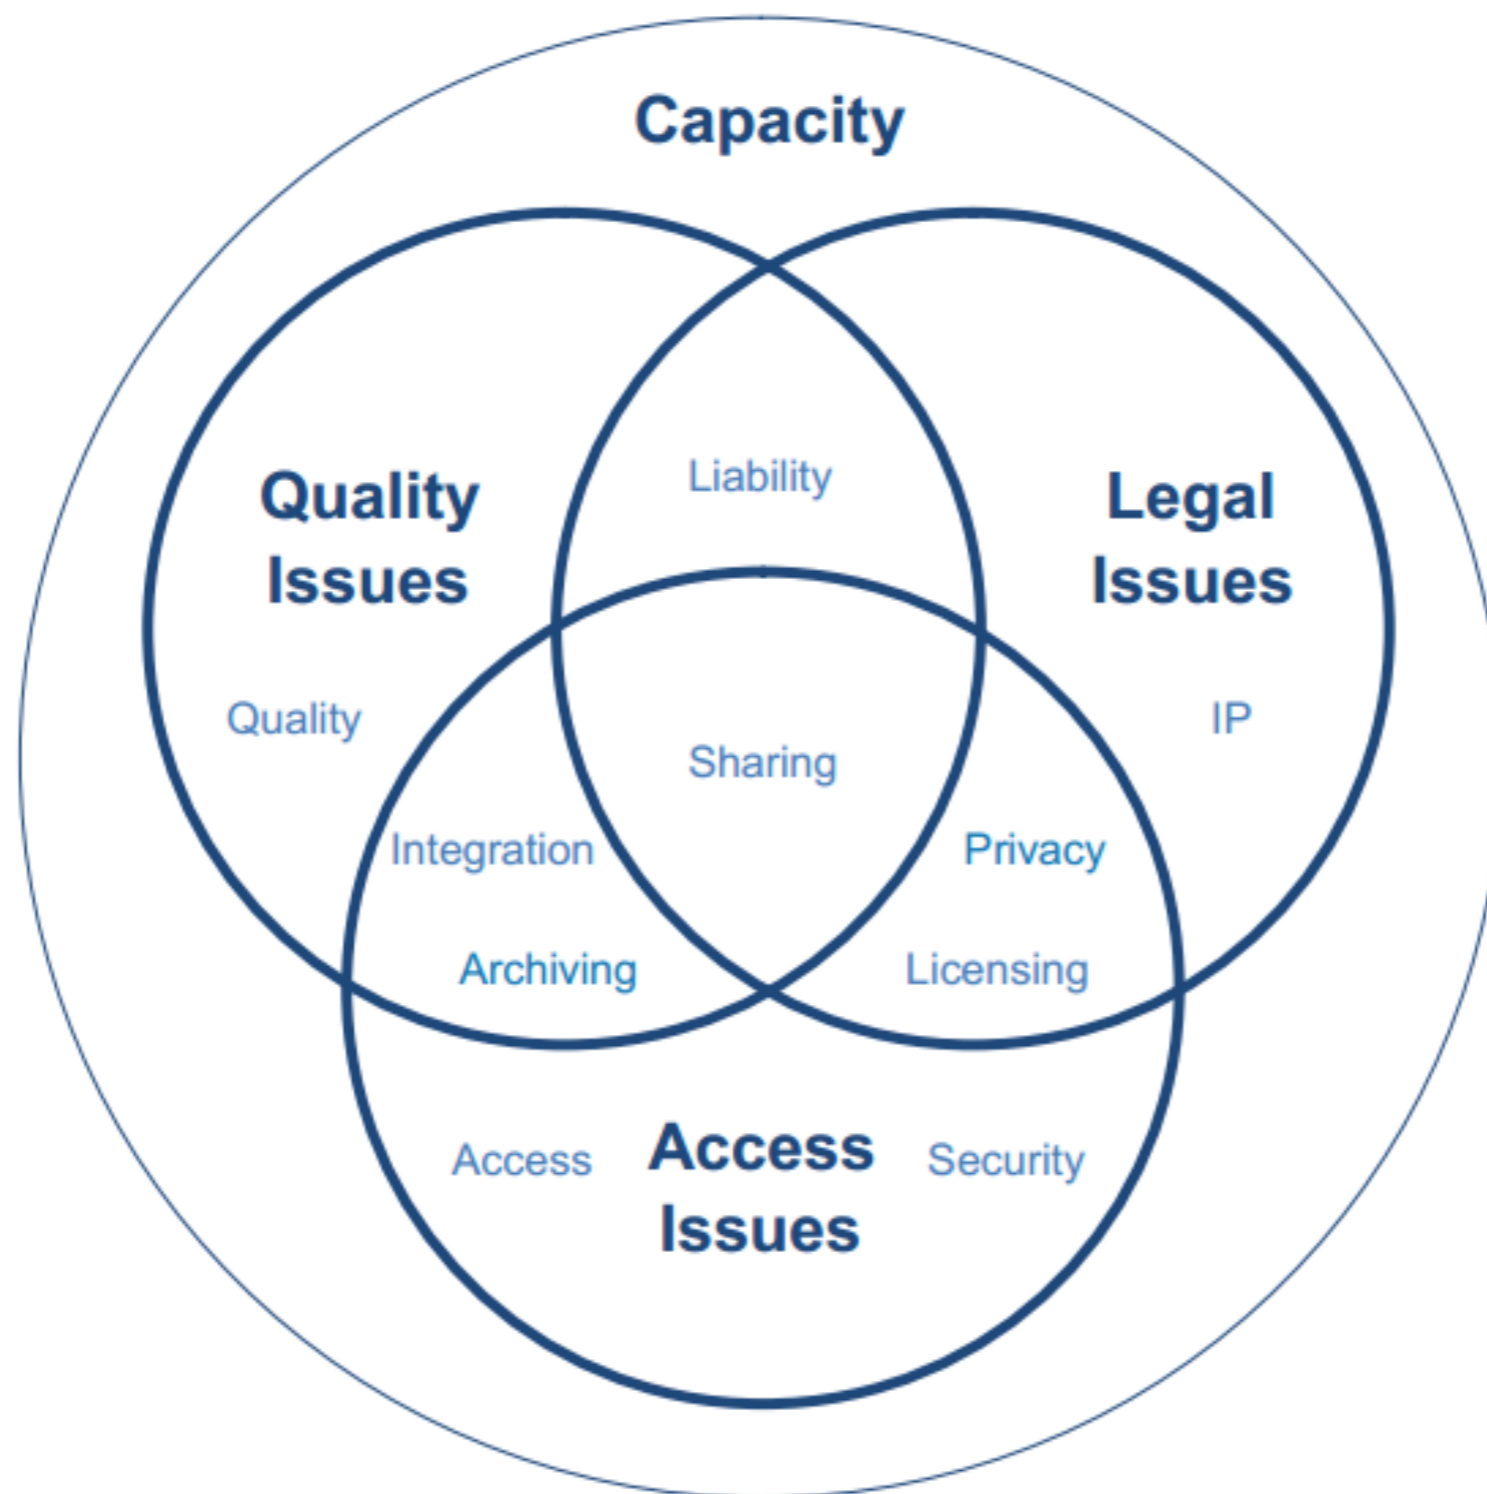 Capacity
Liability
Quality
Issues
Legal
Issues
Quality
IP
Sharing
Integration
Privacy
Archiving
Licensing
Access
Access
Issues
Security